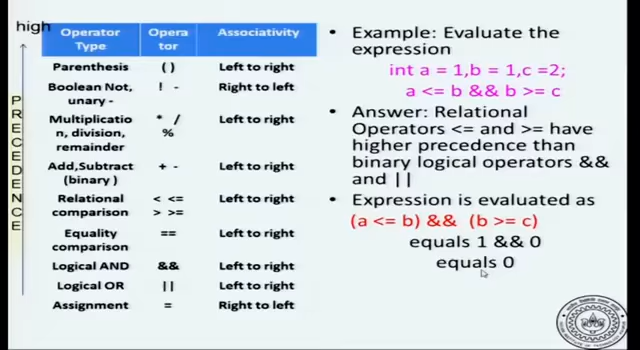 high
PRECEDENCE
Operator Type Opera tor Associativity
Parenthesis ( ) Left to right
Boolean Not, unary - ! - Right to left
Multiplicatio n, division, remainder * / % Left to right
Add,Subtract (binary ) + - Left to right
Relational comparison < <= > >= Left to right
Equality comparison == Left to right
Logical AND && Left to right
Logical OR || Left to right
Assignment = Right to left
• Example: Evaluate the
expression
int a = 1,b = 1,c =2;
a <= b && b >= c
• Answer: Relational
Operators <= and >= have
higher precedence than
binary logical operators &&
and ||
• Expression is evaluated as
(a <= b) && (b >= c)
equals 1 && 0
equals 0